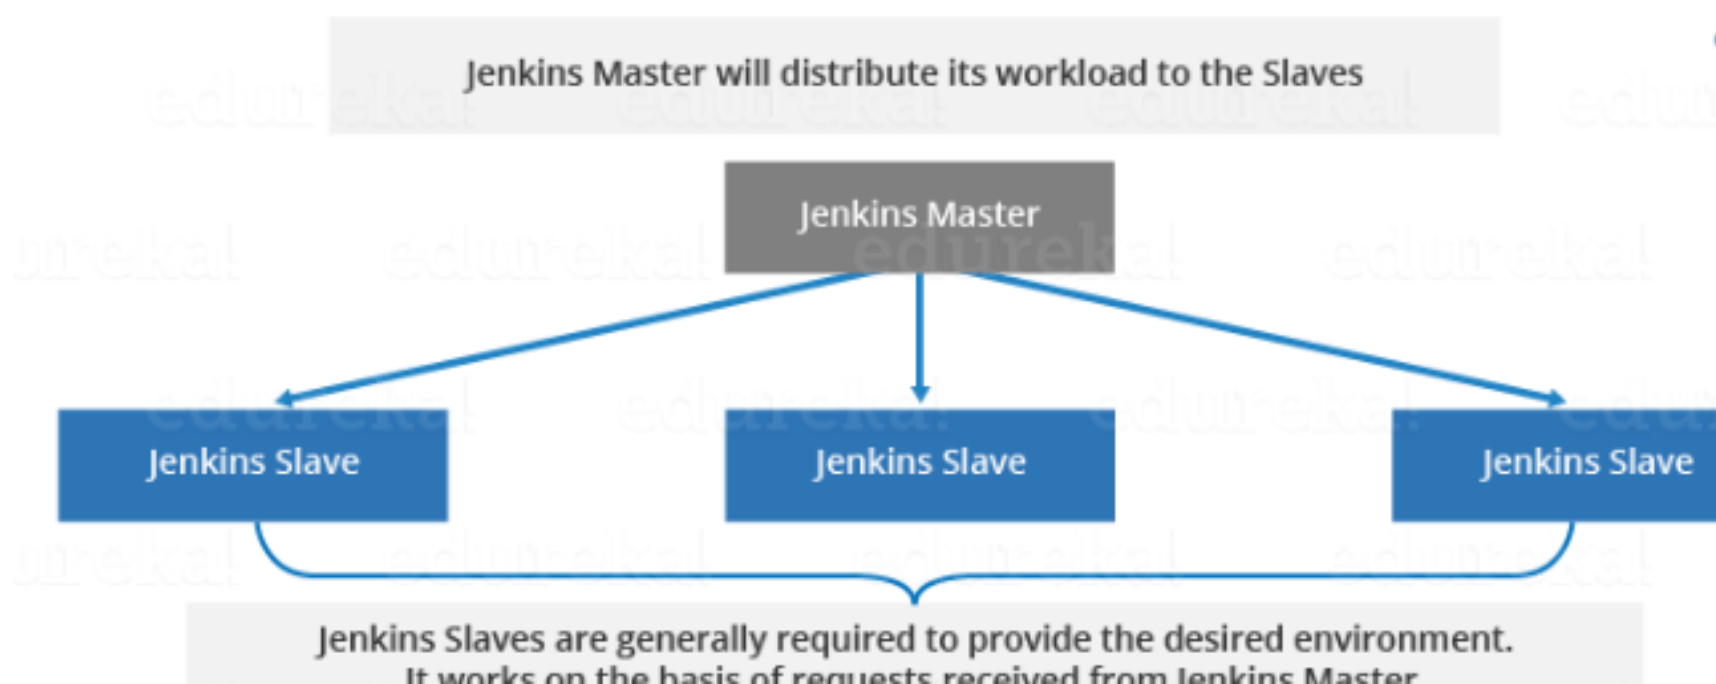 Jenkins Master will distribute its workload to the Slaves
Jenkins Master
Jenkins Slave
Jenkins Slave
Jenkins Slave
Jenkins Slaves are generally required to provide the desired environment.
It works on the basis of requests received from Jenkins Master
edureka!